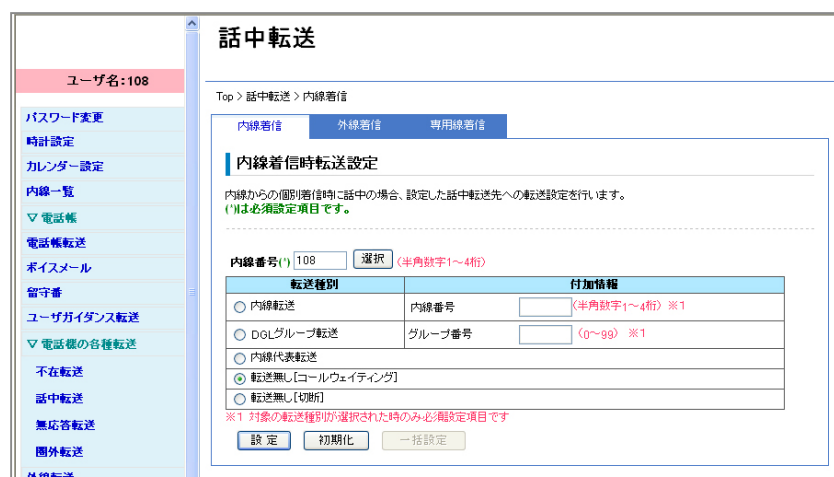 話中転送
ユーザ名:108
Top > 話中転送 > 内線着信
パスワード変更
時計設定
カレンダー設定
内線一覧
▽ 電話帳
電話帳転送
ボイスメール
留守番
ユーザガイダンス転送
▽ 電話機の各種転送
不在転送
話中転送
無応答転送
圏外転送
外線転送
内線着信 外線着信 専用線着信
内線着信時転送設定
内線からの個別着信時に話中の場合、設定した話中転送先への転送設定を行います。
(*)は必須設定項目です。
内線番号(*) 108 選択 (半角数字1～4桁)
転送種別 付加情報
内線転送 内線番号 (半角数字1～4桁) ※1
DGLグループ転送 グループ番号 (0～99) ※1
内線代表転送
転送無し[コールウェイティング]
転送無し[切断]
※1 対象の転送種別が選択された時のみ必須設定項目です
設 定 初期化 一括設定